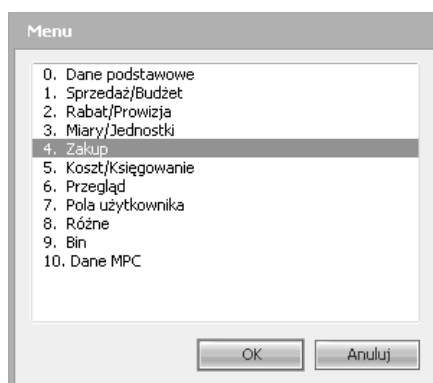 Menu
0. Dane podstawowe
1. Sprzedaż/Budżet
2. Rabat/Prowizja
3. Miary/Jednostki
4. Zakup
5. Koszt/Księgowanie
6. Przegląd
7. Pola użytkownika
8. Różne
9. Bin
10. Dane MPC
OK Anuluj